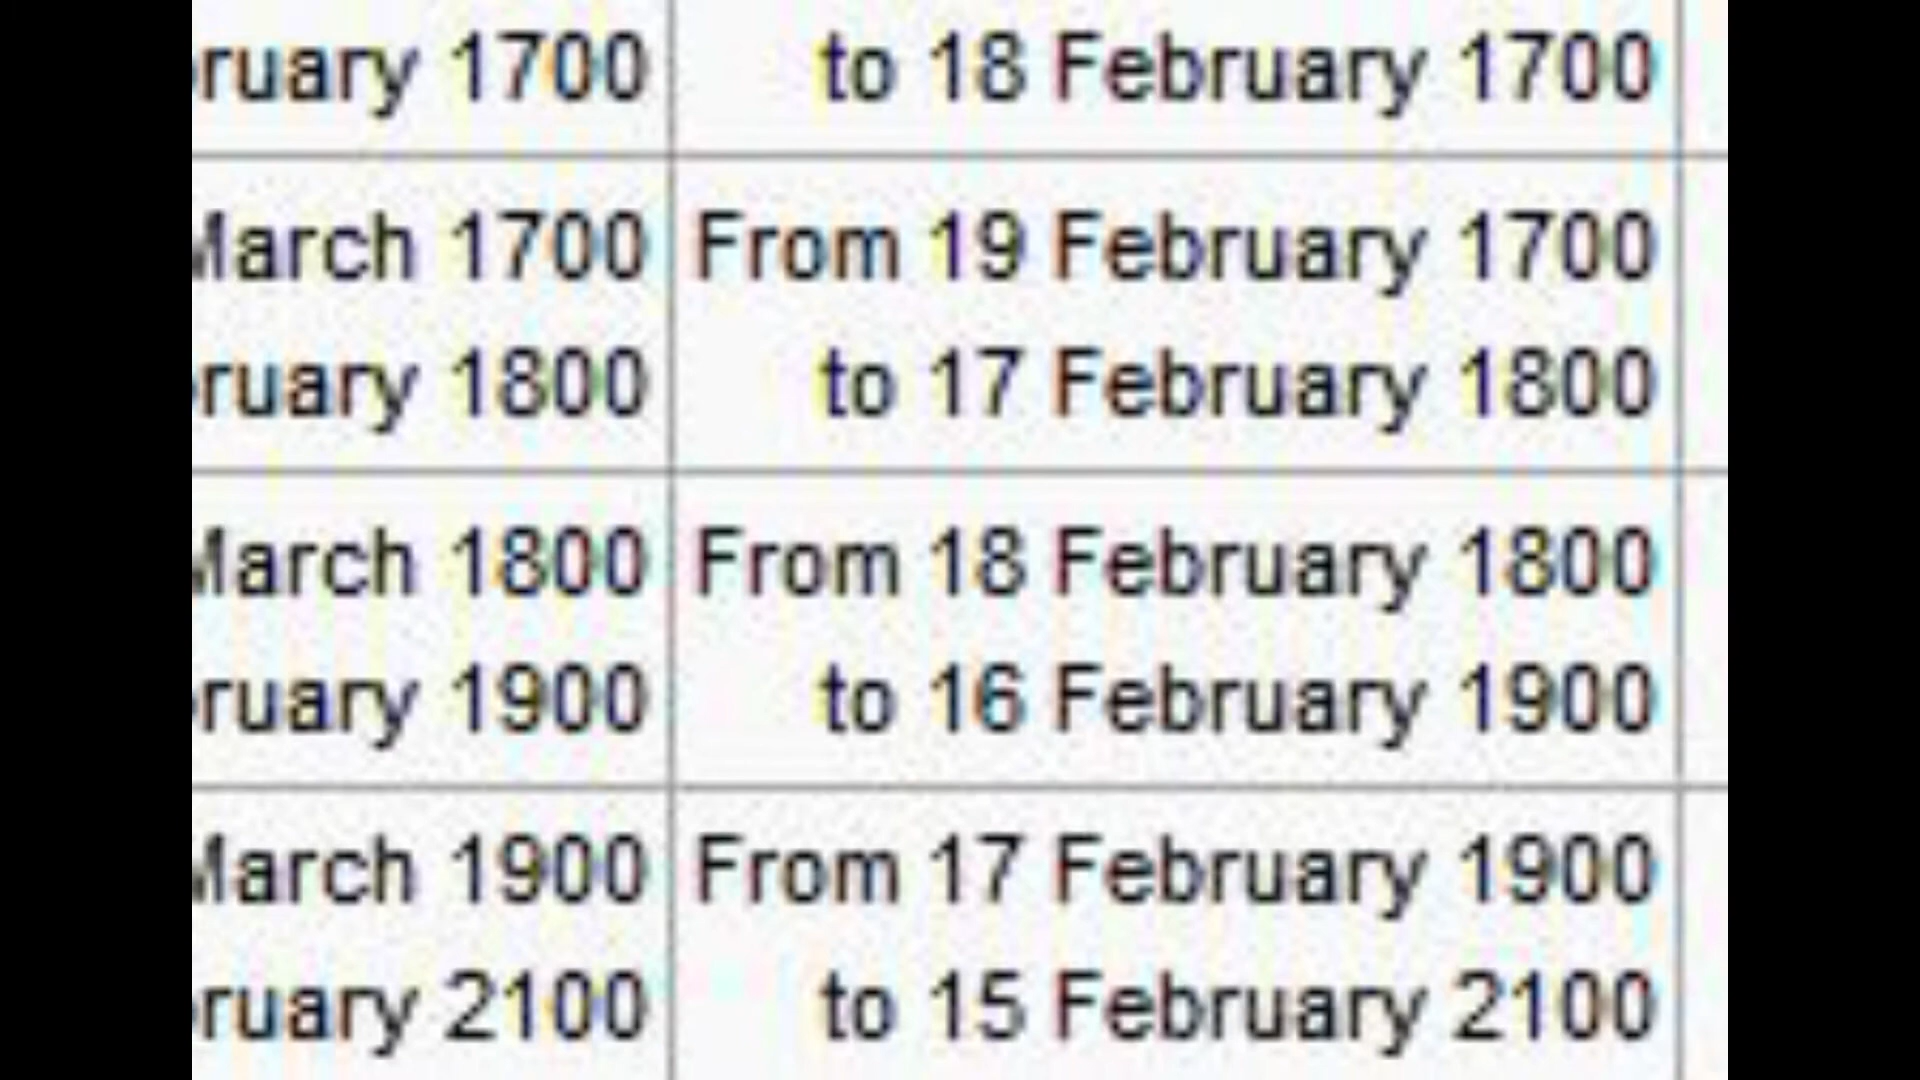 ruary 1700 to 18 February 1700
March 1700 From 19 February 1700
ruary 1800 to 17 February 1800
March 1800 From 18 February 1800
ruary 1900 to 16 February 1900
March 1900 From 17 February 1900
ruary 2100 to 15 February 2100